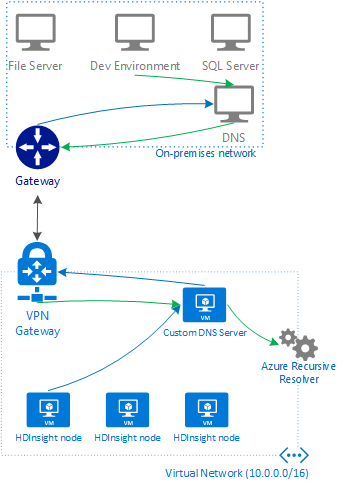 File Server
Dev Environment
SQL Server
DNS
On-premises network
Gateway
VPN
Gateway
VM
Custom DNS Server
Azure Recursive
Resolver
VM
VM
VM
HDInsight node
HDInsight node
HDInsight node
Virtual Network (10.0.0.0/16)